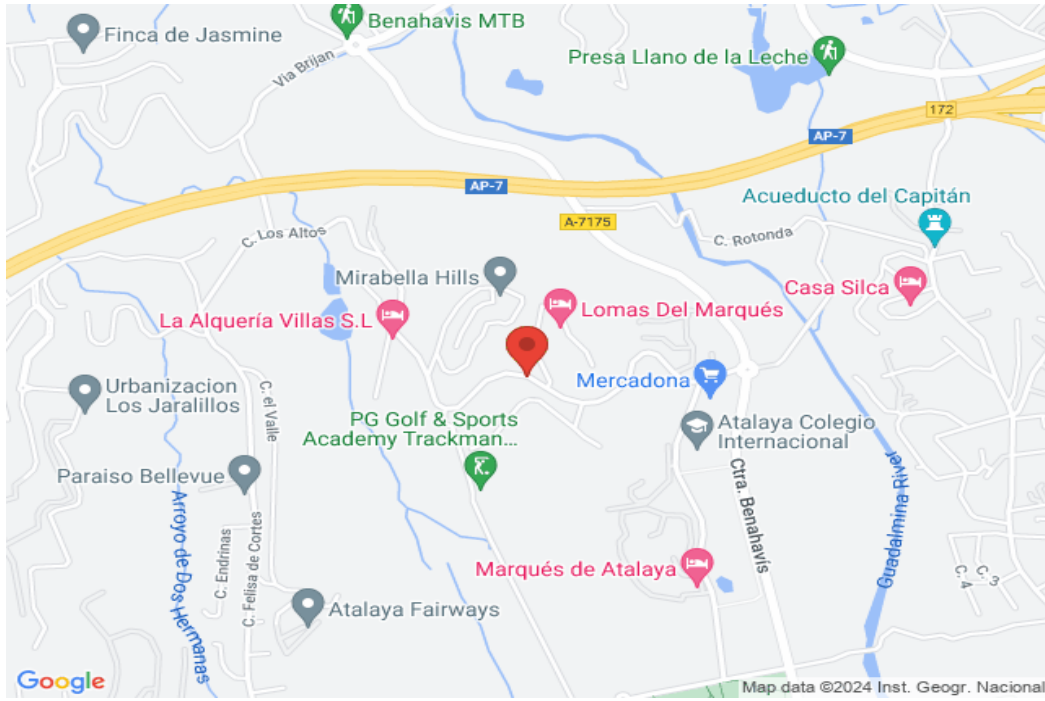 Benahavis MTB
Finca de Jasmine
Presa Llano de la Leche
Via Brijan
172
AP-7
AP-7
Acueducto del Capitán
A-7175
C. Los Altos
C. Rotonda
Mirabella Hills
Casa Silca
Lomas Del Marqués
La Alquería Villas S.L
Mercadona
Urbanizacion
Los Jaralillos
C. el Valle
PG Golf & Sports
Academy Trackman...
Atalaya Colegio
Internacional
Paraiso Bellevue
Ctra. Benahavís
Guadalmina River
Arroyo de Dos Hermanas
C. Endrinas
C. Felisa de Cortes
Marqués de Atalaya
C. 3
C. 4
Atalaya Fairways
Google
Map data ©2024 Inst. Geogr. Nacional